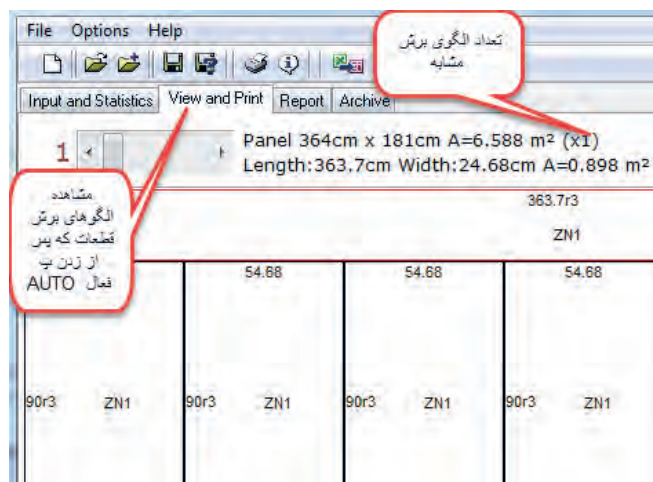 File Options Help
تعداد الگوی برش
مشابه
Input and Statistics View and Print Report Archive
1
Panel 364cm x 181cm A=6.588 m² (x1)
Length:363.7cm Width:24.68cm A=0.898 m²
مشاهده
الگوهای برش
قطعات که پس
از زدن ب
فعال AUTO
363.7r3
ZN1
54.68 54.68 54.68
90r3 ZN1 90r3 ZN1 90r3 ZN1 90r3 ZN1